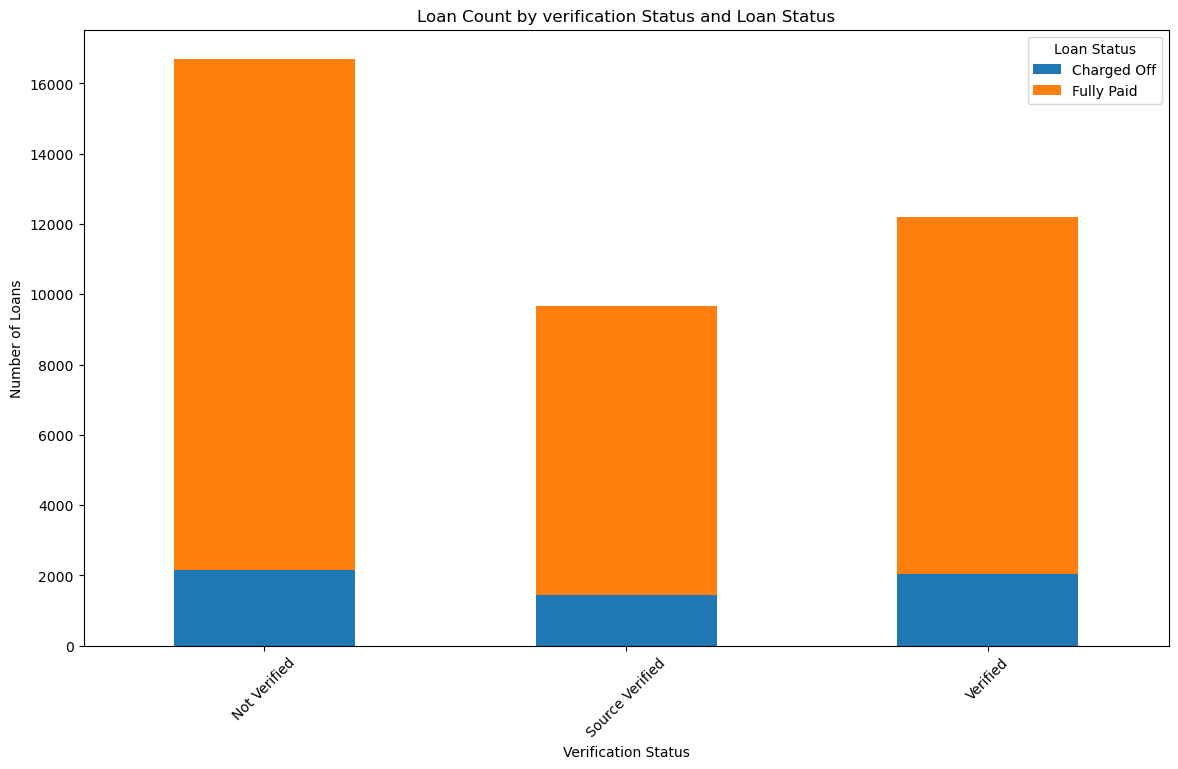 Loan Count by verification Status and Loan Status
Loan Status
Charged Off
Fully Paid
Number of Loans
16000
14000
12000
10000
8000
6000
4000
2000
0
Not Verified
Source Verified
Verified
Verification Status